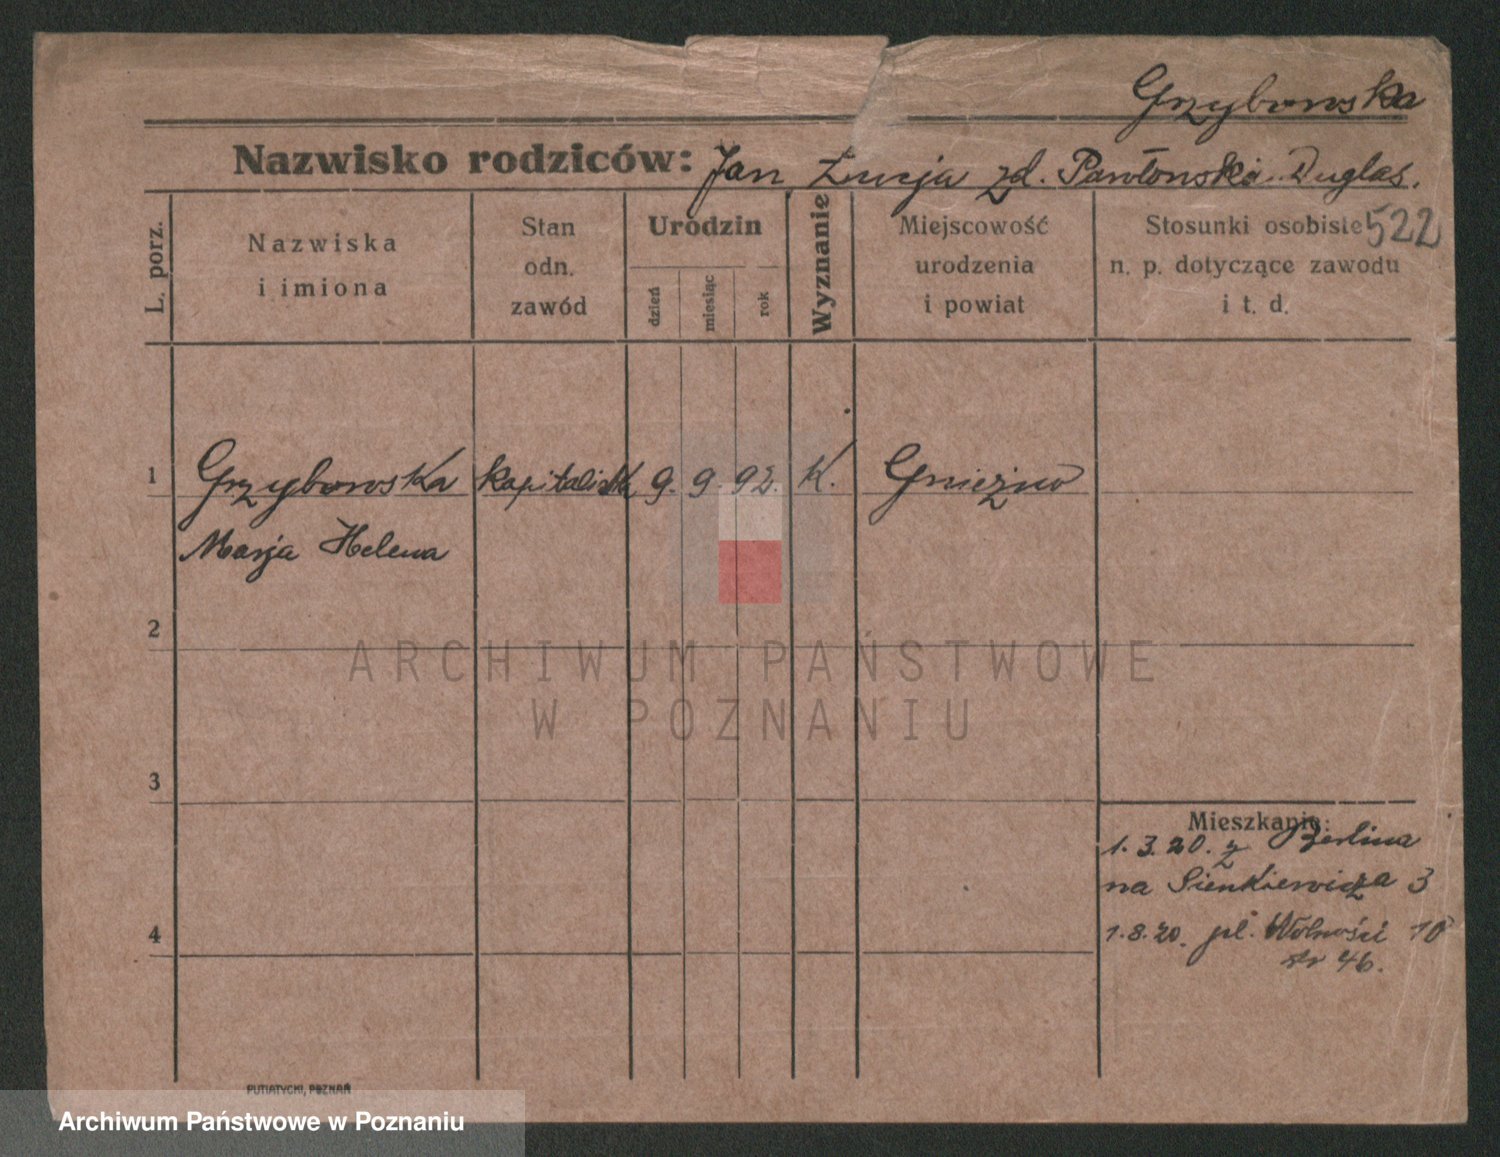 Grzybowska
Nazwisko rodziców: Jan Łucja zd. Pawłowska Duglas.
522
L. porz.
Nazwiska
i imiona
Stan
odn.
zawód
Urodzin
dzień
miesiąc
rok
Wyznanie
Miejscowość
urodzenia
i powiat
Stosunki osobiste
n. p. dotyczące zawodu
i t. d.
1 Grzybowska kapitalistk 9. 9. 92. K. Gniezno
Marja Helena
2
ARCHIWUM PAŃSTWOWE
W POZNANIU
3
Mieszkanie:
1. 3. 20. z Berlina
na Sienkiewicza 3
4
1. 8. 20. pl. Wolności 10
46.
PUTIATYCKI, POZNAŃ
Archiwum Państwowe w Poznaniu